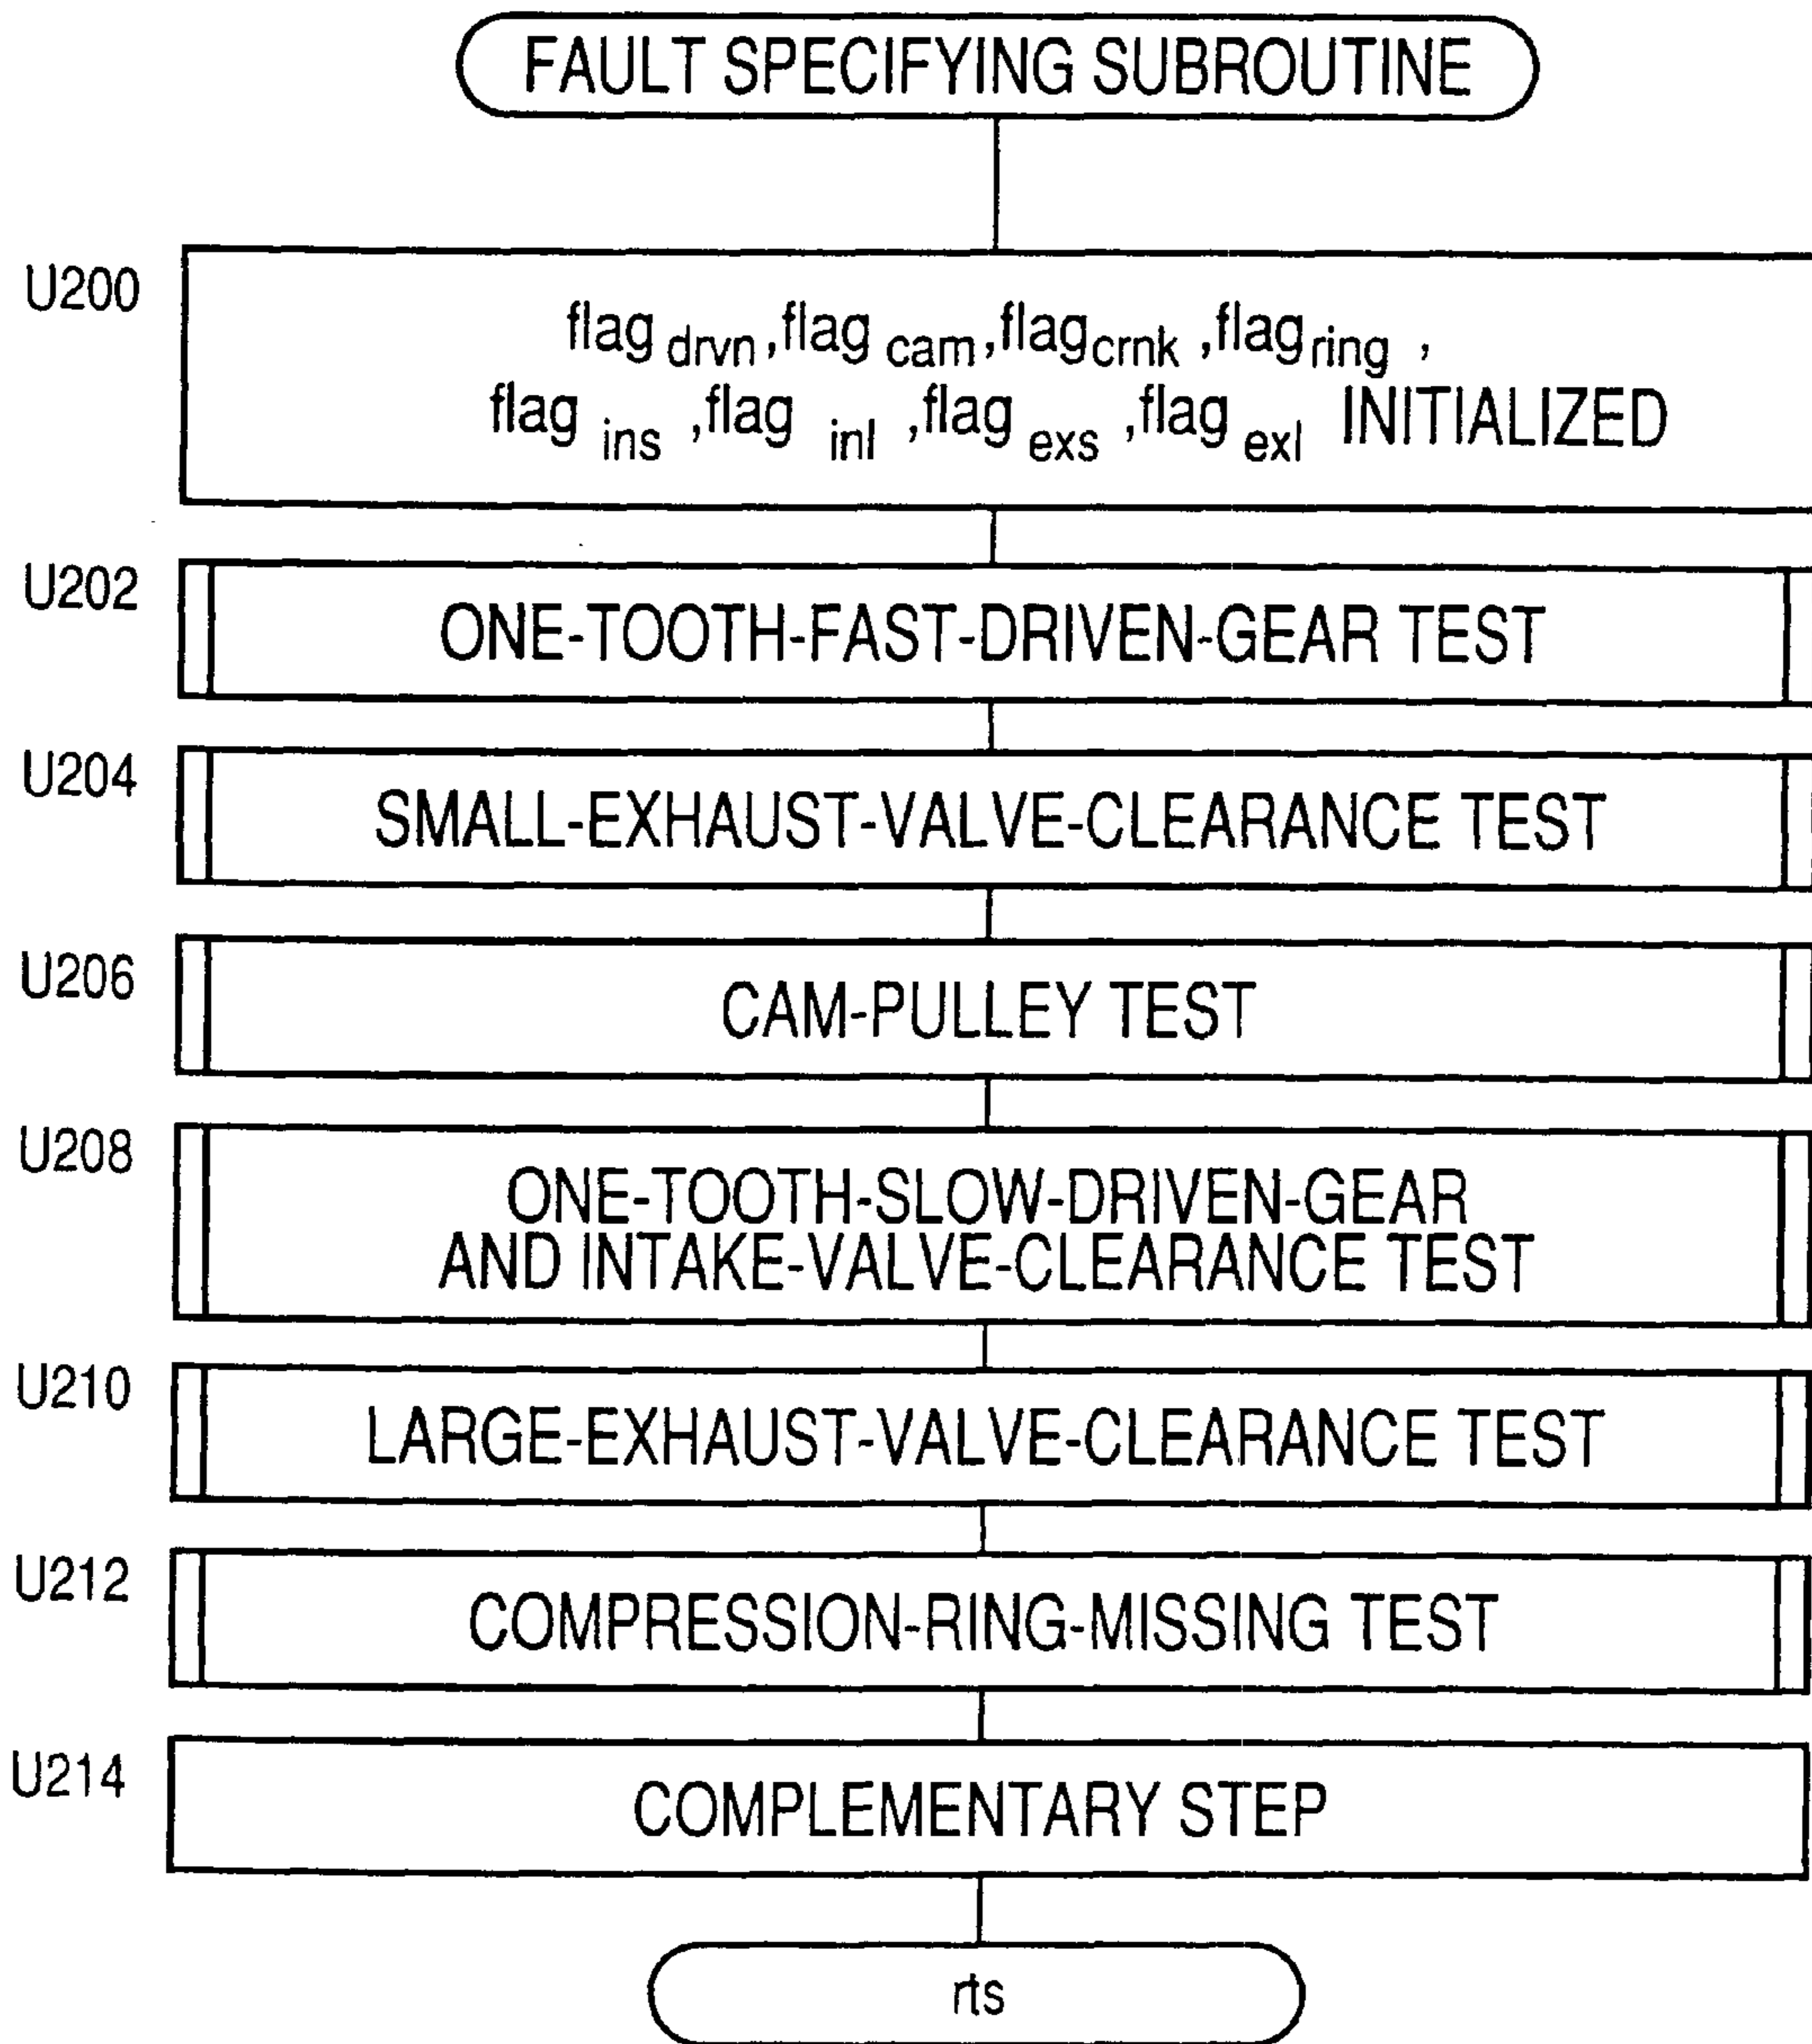 FAULT SPECIFYING SUBROUTINE
U200
flag drvn,flag cam,flag crnk ,flag ring ,
flag ins ,flag inl ,flag exs ,flag exl INITIALIZED
U202
ONE-TOOTH-FAST-DRIVEN-GEAR TEST
U204
SMALL-EXHAUST-VALVE-CLEARANCE TEST
U206
CAM-PULLEY TEST
U208
ONE-TOOTH-SLOW-DRIVEN-GEAR
AND INTAKE-VALVE-CLEARANCE TEST
U210
LARGE-EXHAUST-VALVE-CLEARANCE TEST
U212
COMPRESSION-RING-MISSING TEST
U214
COMPLEMENTARY STEP
rts